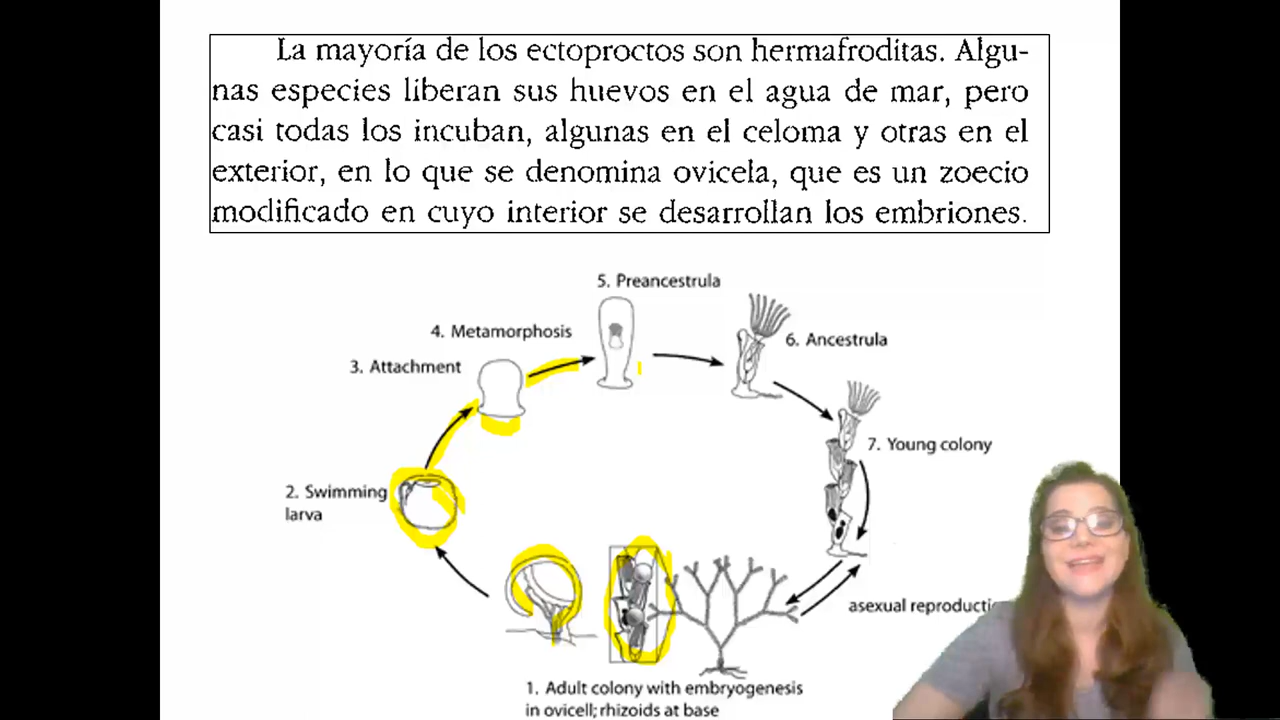 La mayoría de los ectoproctos son hermafroditas. Algu-
nas especies liberan sus huevos en el agua de mar, pero
casi todas los incuban, algunas en el celoma y otras en el
exterior, en lo que se denomina ovicela, que es un zoecio
modificado en cuyo interior se desarrollan los embriones.
5. Preancestrula
4. Metamorphosis
6. Ancestrula
3. Attachment
7. Young colony
2. Swimming
larva
asexual
1. Adult colony with embryogenesis
in ovicell; rhizoids at base